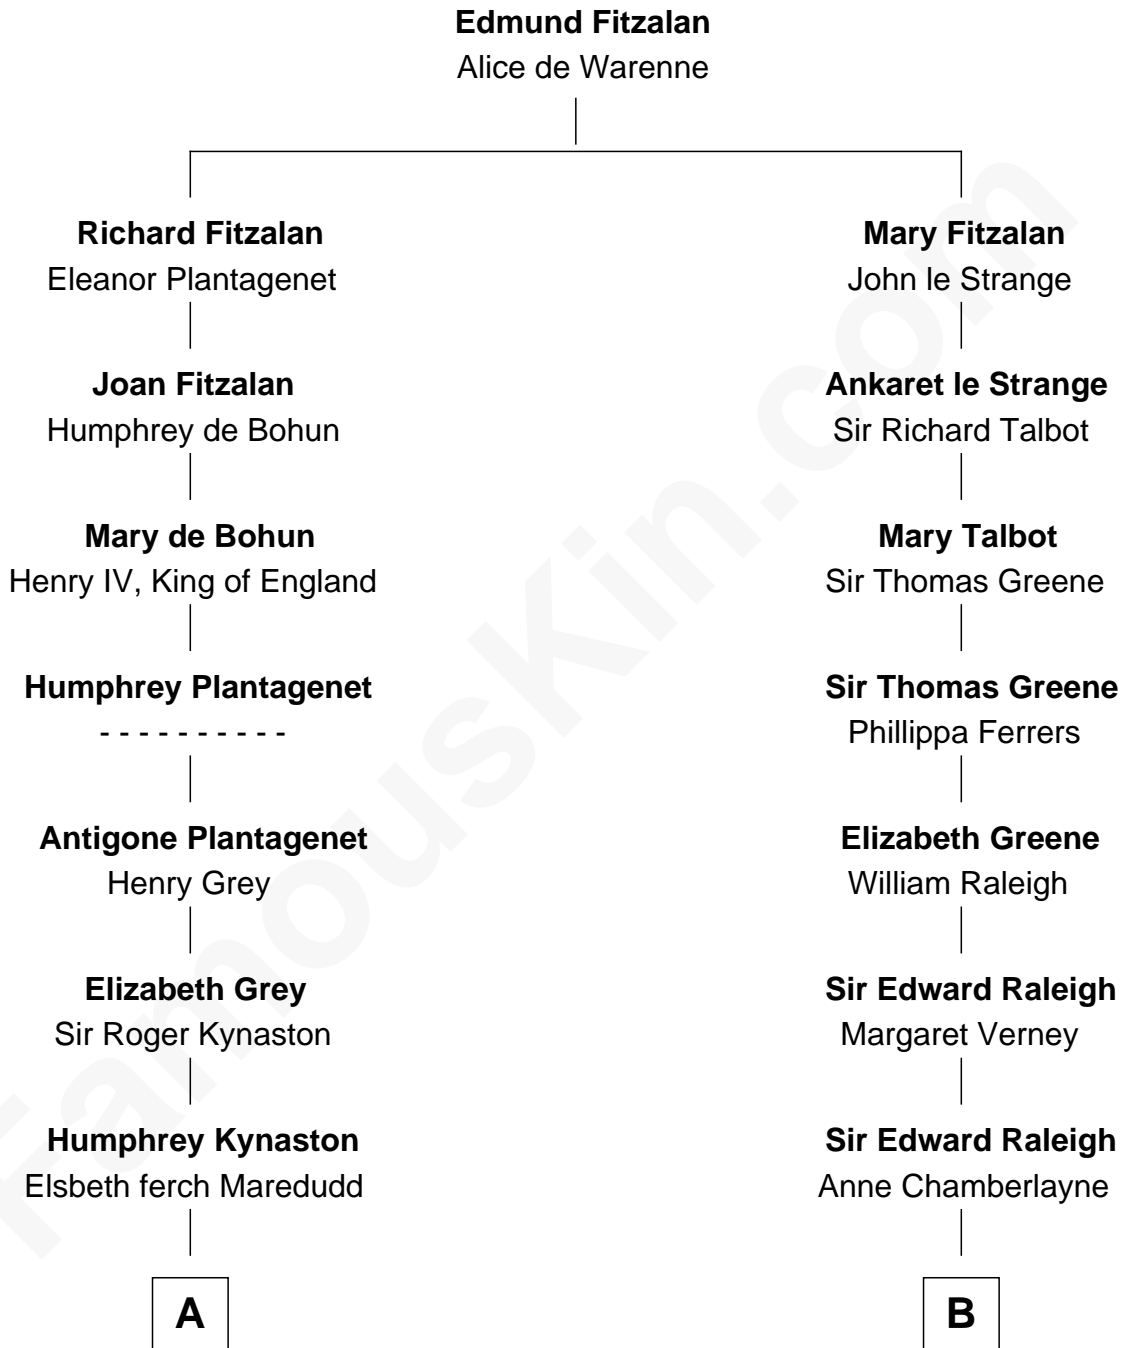 Edmund Fitzalan
Alice de Warenne
Richard Fitzalan
Eleanor Plantagenet
Joan Fitzalan
Humphrey de Bohun
Mary de Bohun
Henry IV, King of England
Humphrey Plantagenet
- - - - - - - - - -
Antigone Plantagenet
Henry Grey
Elizabeth Grey
Sir Roger Kynaston
Humphrey Kynaston
Elsbeth ferch Maredudd
A
Mary Fitzalan
John le Strange
Ankaret le Strange
Sir Richard Talbot
Mary Talbot
Sir Thomas Greene
Sir Thomas Greene
Phillippa Ferrers
Elizabeth Greene
William Raleigh
Sir Edward Raleigh
Margaret Verney
Sir Edward Raleigh
Anne Chamberlayne
B
FamousKin.com